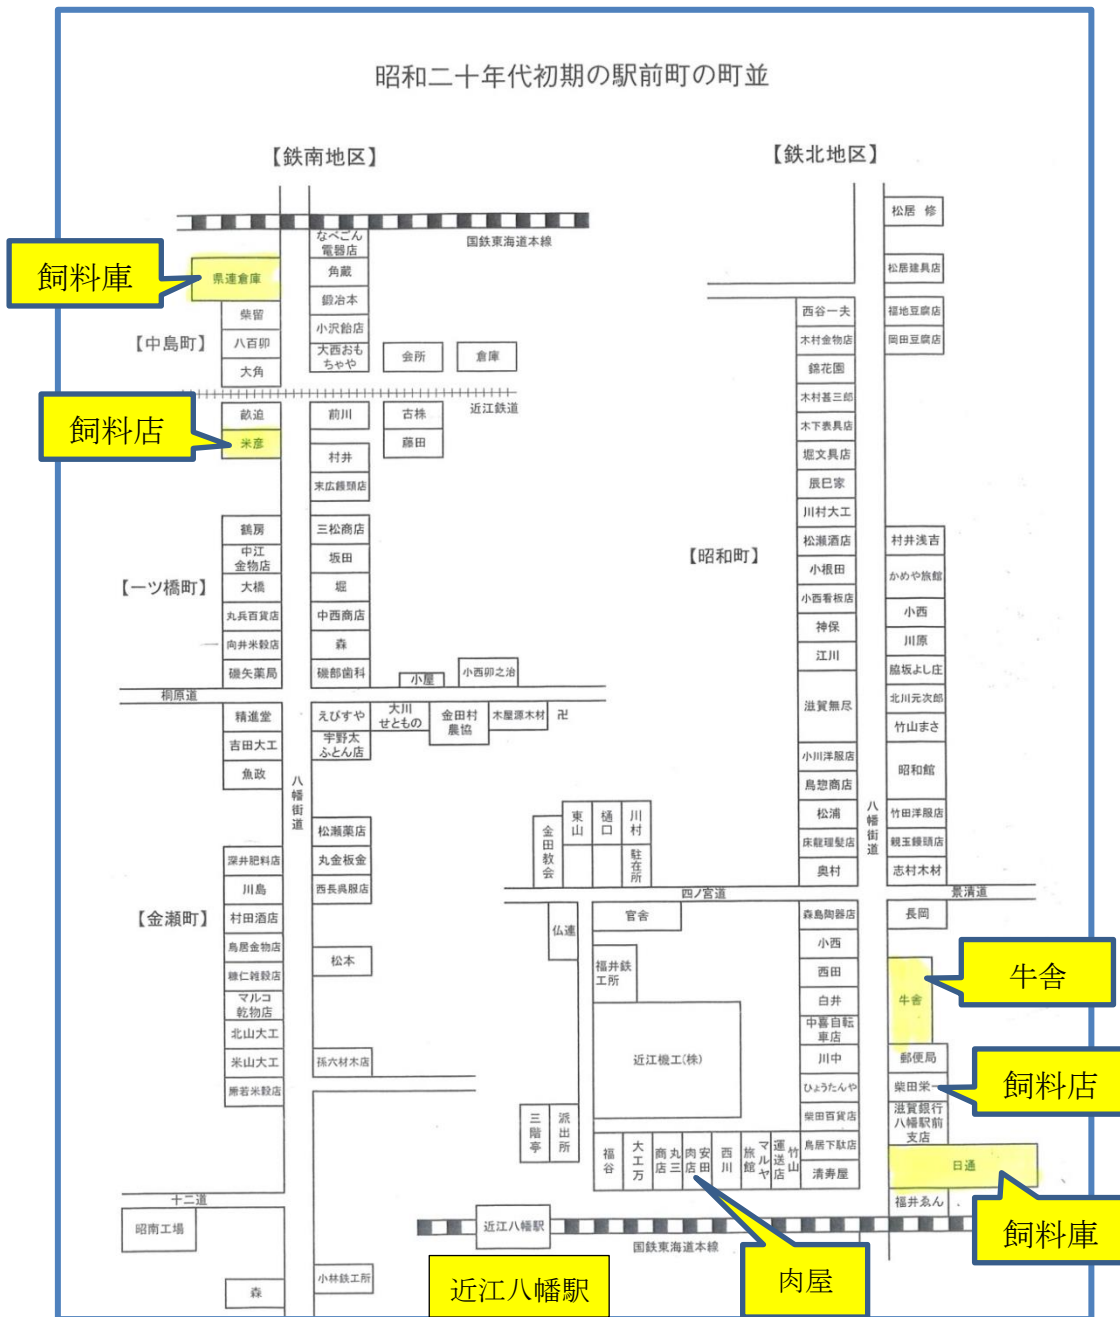 昭和二十年代初期の駅前町の町並
【鉄南地区】
国鉄東海道本線
なべごん
電器店
県連倉庫
角蔵
鍛冶本
柴留
小沢飴店
【中島町】
八百卯
大西おも
ちゃや
会所
倉庫
大角
近江鉄道
畝迫
前川
古株
米彦
藤田
村井
末広饅頭店
鶴房
三松商店
中江
金物店
坂田
【一ツ橋町】
大橋
堀
丸兵百貨店
中西商店
向井米穀店
森
磯矢薬局
磯部歯科
小屋
小西卯之治
桐原道
精進堂
えびすや
大川
せともの
金田村
農協
木屋源木材
卍
吉田大工
宇野太
ふとん店
魚政
八幡街道
松瀬薬店
深井肥料店
丸金板金
川島
西長呉服店
【金瀬町】
村田酒店
鳥居金物店
松本
糠仁雑穀店
マルコ
乾物店
北山大工
米山大工
孫六材木店
勝若米穀店
十二道
昭南工場
小林鉄工所
森
【鉄北地区】
松居 修
松居建具店
西谷一夫
福地豆腐店
木村金物店
岡田豆腐店
錦花園
木村甚三郎
木下表具店
堀文具店
辰巳家
川村大工
【昭和町】
松瀬酒店
村井浅吉
小根田
かめや旅館
小西看板店
小西
神保
川原
江川
脇坂よし庄
滋賀無尽
北川元次郎
竹山まさ
小川洋服店
昭和館
鳥惣商店
松浦
八幡街道
竹田洋服店
床龍理髪店
親玉饅頭店
奥村
志村木材
金田教会
東山
樋口
川村
駐在所
四ノ宮道
景清道
仏連
官舎
森島陶器店
長岡
小西
福井鉄
工所
西田
牛舎
白井
中喜自転
車店
近江機工(株)
川中
郵便局
ひょうたんや
柴田栄一
柴田百貨店
滋賀銀行
八幡駅前
支店
三階亭
派出所
福谷
大工万
丸三
商店
安田
肉店
西川
マルヤ
旅館
竹山
運送店
鳥居下駄店
日通
清寿屋
福井ゑん
近江八幡駅
国鉄東海道本線
飼料庫
飼料店
牛舎
飼料店
飼料庫
肉屋
近江八幡駅